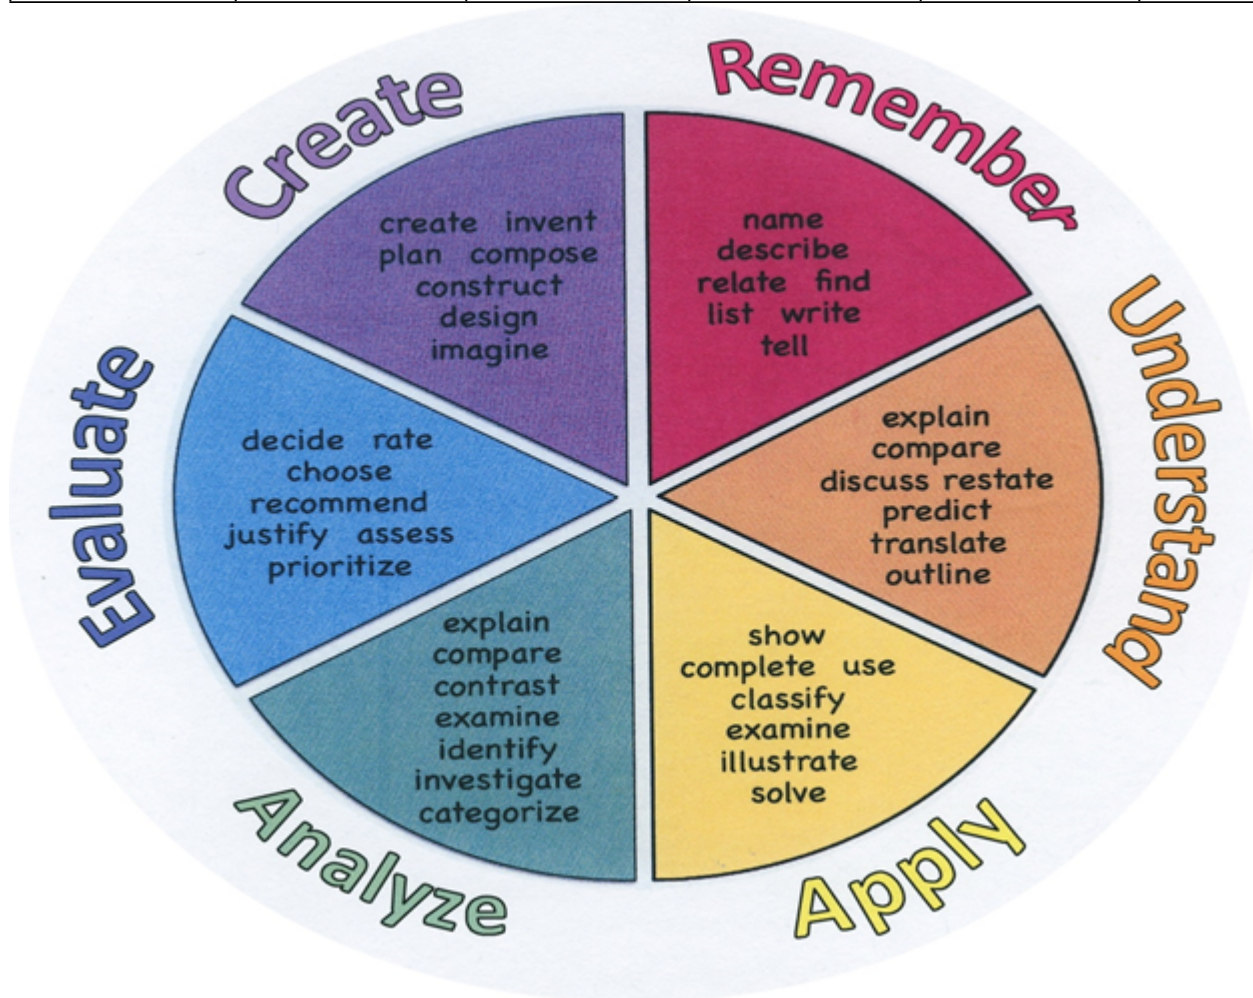 Remember
name
describe
relate find
list write
tell
Understand
explain
compare
discuss restate
predict
translate
outline
Apply
show
complete use
classify
examine
illustrate
solve
Analyze
explain
compare
contrast
examine
identify
investigate
categorize
Evaluate
decide rate
choose
recommend
justify assess
prioritize
Create
create invent
plan compose
construct
design
imagine